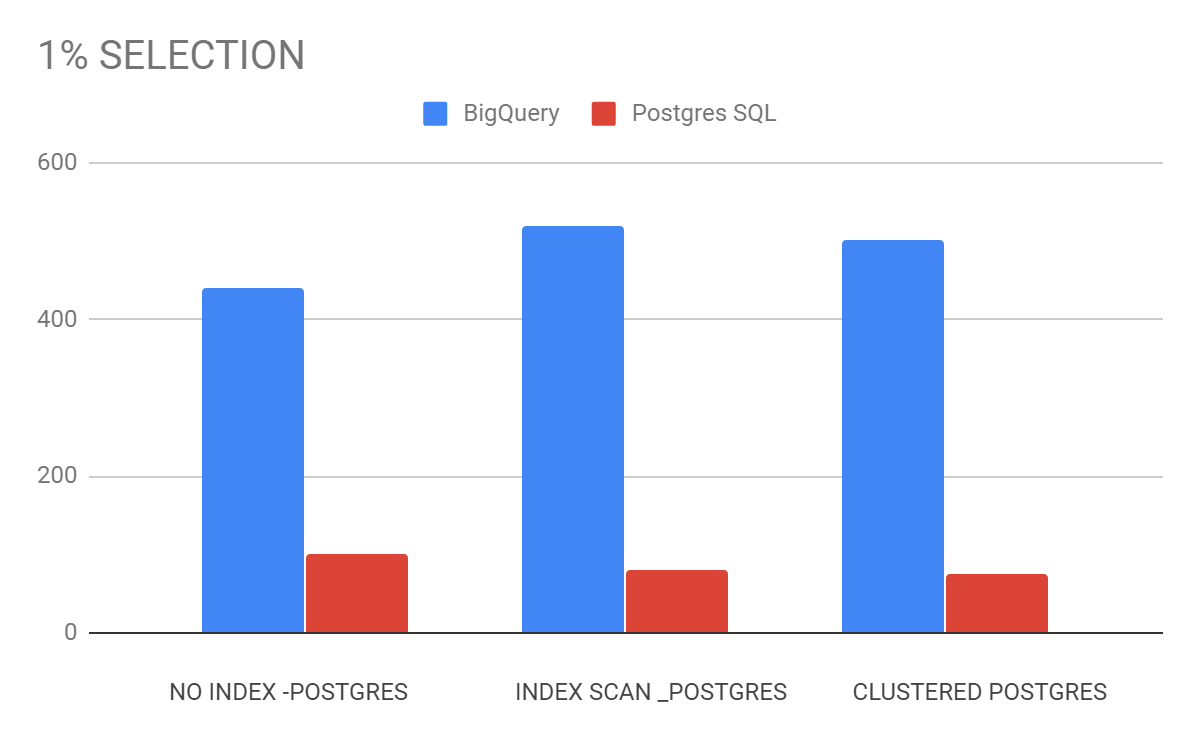 1% SELECTION
BigQuery Postgres SQL
600
400
200
0
NO INDEX -POSTGRES INDEX SCAN _POSTGRES CLUSTERED POSTGRES